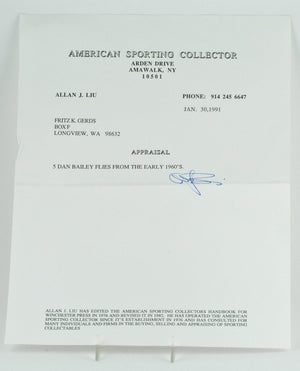 AMERICAN SPORTING COLLECTOR
ARDEN DRIVE
AMAWALK, NY
10501
ALLAN J. LIU PHONE: 914 245 6647
JAN. 30,1991
FRITZ K. GERDS
BOX F
LONGVIEW, WA 98632
APPRAISAL
5 DAN BAILEY FLIES FROM THE EARLY 1960"S.
ALLAN J. LIU HAS EDITED THE AMERICAN SPORTING COLLECTORS HANDBOOK FOR
WINCHESTER PRESS IN 1976 AND REVISED IT IN 1982. HE HAS OPERATED THE AMERICAN
SPORTING COLLECTOR SINCE IT'S ESTABLISHMENT IN 1976 AND HAS CONSULTED FOR
MANY INDIVIDUALS AND FIRMS IN THE BUYING, SELLING AND APPRAISING OF SPORTING
COLLECTABLES